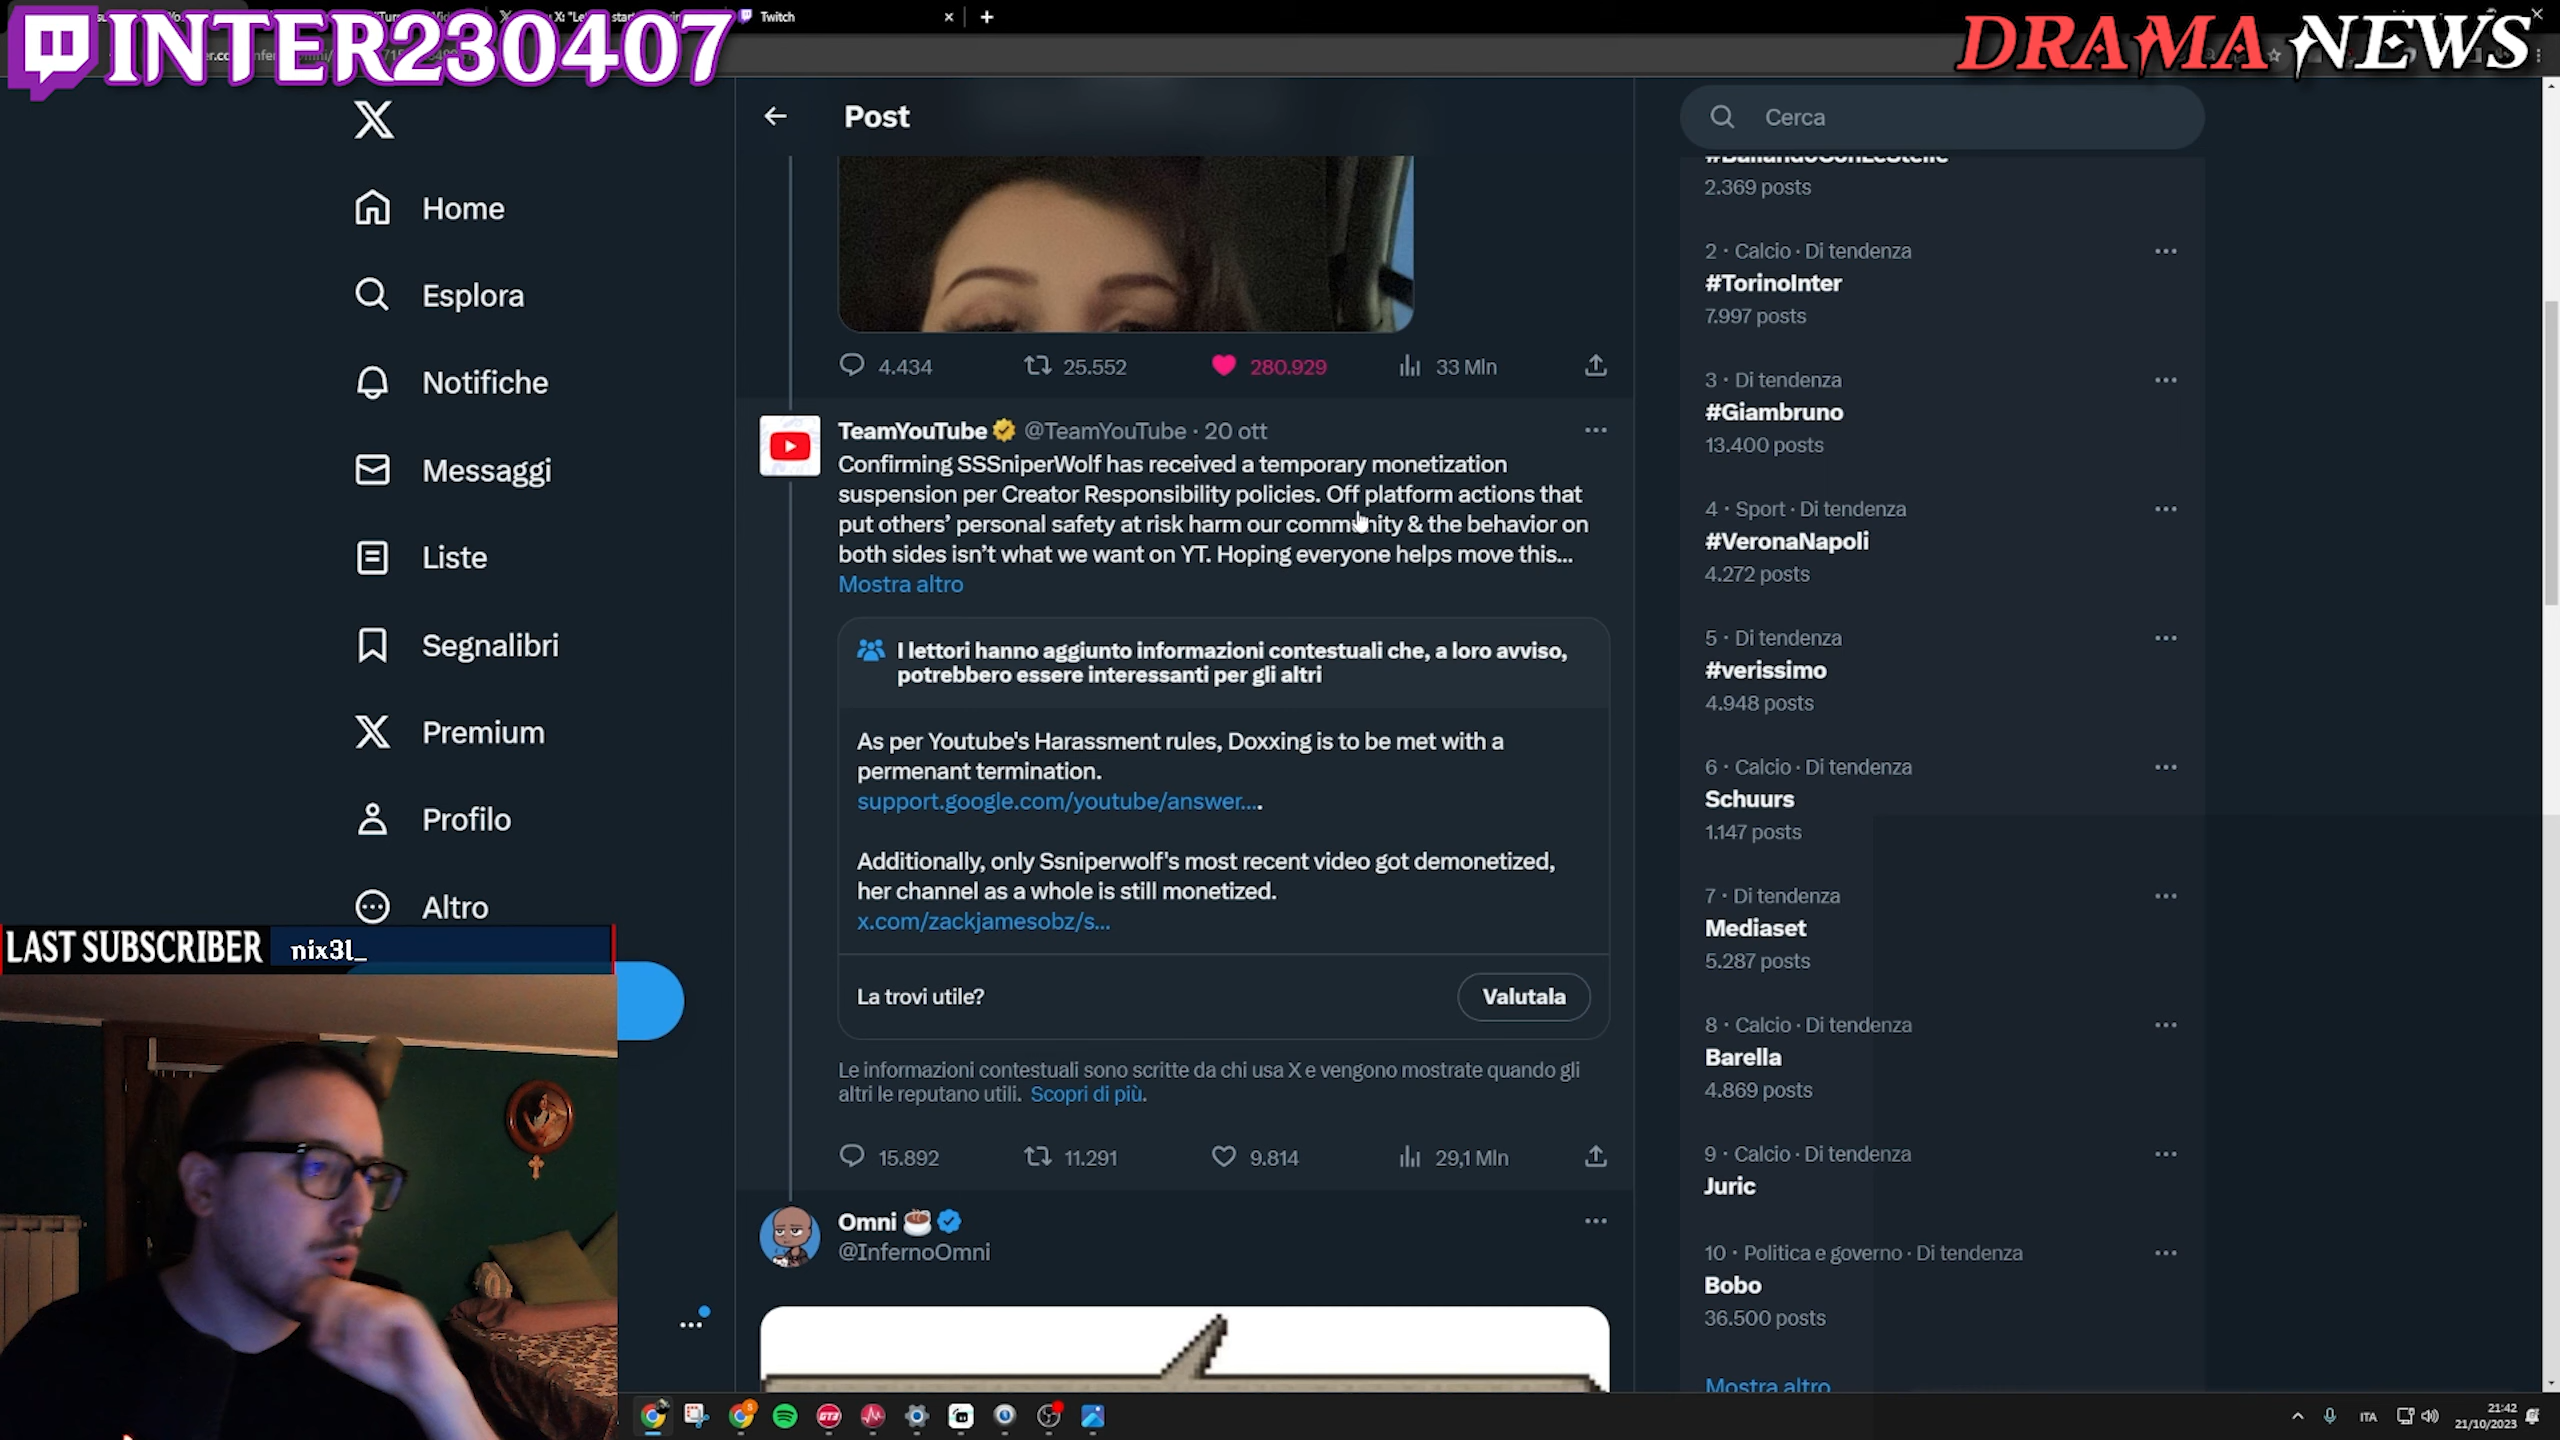 INTER230407
DRAMA NEWS
Twitch
Post
Cerca
Home
Esplora
Notifiche
Messaggi
Liste
Segnalibri
Premium
Profilo
Altro
4.434 25.552 280.929 33 Mln
TeamYouTube @TeamYouTube · 20 ott
Confirming SSSniperWolf has received a temporary monetization
suspension per Creator Responsibility policies. Off platform actions that
put others’ personal safety at risk harm our community & the behavior on
both sides isn’t what we want on YT. Hoping everyone helps move this...
Mostra altro
I lettori hanno aggiunto informazioni contestuali che, a loro avviso,
potrebbero essere interessanti per gli altri
As per Youtube's Harassment rules, Doxxing is to be met with a
permenant termination.
support.google.com/youtube/answer....
Additionally, only Ssniperwolf's most recent video got demonetized,
her channel as a whole is still monetized.
x.com/zackjamesobz/s...
La trovi utile?
Valutala
Le informazioni contestuali sono scritte da chi usa X e vengono mostrate quando gli
altri le reputano utili. Scopri di più.
15.892 11.291 9.814 29,1 Mln
Omni
@InfernoOmni
#BallandoConLeStelle
2.369 posts
2 · Calcio · Di tendenza
#TorinoInter
7.997 posts
3 · Di tendenza
#Giambruno
13.400 posts
4 · Sport · Di tendenza
#VeronaNapoli
4.272 posts
5 · Di tendenza
#verissimo
4.948 posts
6 · Calcio · Di tendenza
Schuurs
1.147 posts
7 · Di tendenza
Mediaset
5.287 posts
8 · Calcio · Di tendenza
Barella
4.869 posts
9 · Calcio · Di tendenza
Juric
10 · Politica e governo · Di tendenza
Bobo
36.500 posts
Mostra altro
LAST SUBSCRIBER nix3l_
ITA
21:42
21/10/2023